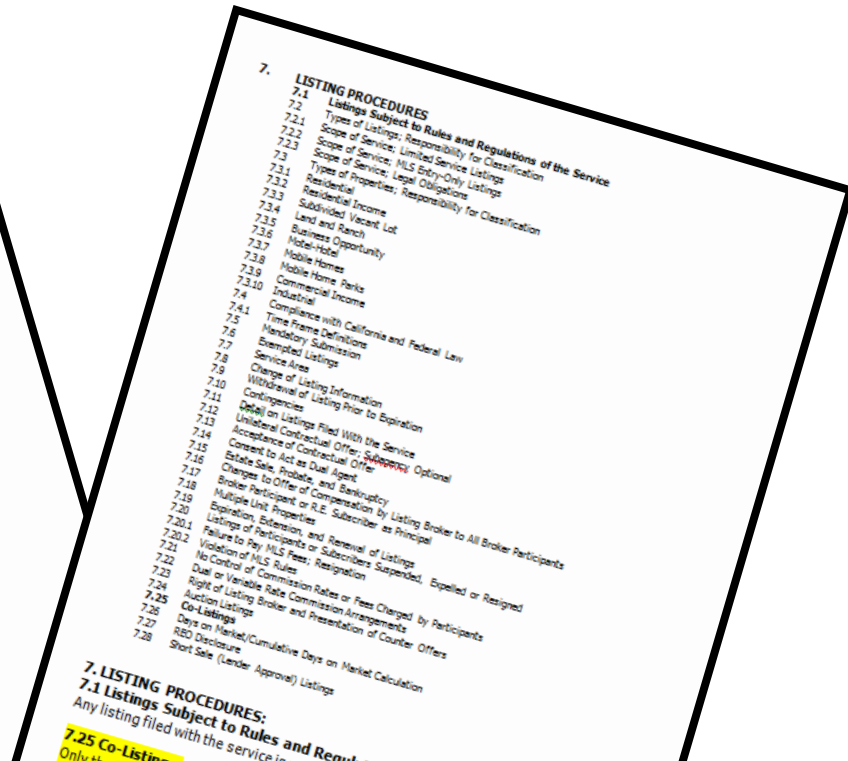 7. LISTING PROCEDURES
7.1 Listings Subject to Rules and Regulations of the Service
7.2 Types of Listings; Responsibility for Classification
7.2.1 Scope of Service; Limited Service Listings
7.2.2 Scope of Service; MLS Entry-Only Listings
7.2.3 Scope of Service; Legal Obligations
7.3 Types of Properties; Responsibility for Classification
7.3.1 Residential
7.3.2 Residential Income
7.3.3 Subdivided Vacant Lot
7.3.4 Land and Ranch
7.3.5 Business Opportunity
7.3.6 Motel-Hotel
7.3.7 Mobile Homes
7.3.8 Mobile Home Parks
7.3.9 Commercial Income
7.3.10 Industrial
7.4 Compliance with California and Federal Law
7.4.1 Time Frame Definitions
7.5 Mandatory Submission
7.6 Exempted Listings
7.7 Service Area
7.8 Change of Listing Information
7.9 Withdrawal of Listing Prior to Expiration
7.10 Contingencies
7.11 Detail on Listings Filed With the Service
7.12 Unilateral Contractual Offer; Subagency Optional
7.13 Acceptance of Contractual Offer
7.14 Consent to Act as Dual Agent
7.15 Estate Sale, Probate, and Bankruptcy
7.16 Changes to Offer of Compensation by Listing Broker to All Broker Participants
7.17 Broker Participant or R.E. Subscriber as Principal
7.18 Multiple Unit Properties
7.19 Expiration, Extension, and Renewal of Listings
7.20 Listings of Participants or Subscribers Suspended, Expelled or Resigned
7.20.1 Failure to Pay MLS Fees; Resignation
7.20.2 Violation of MLS Rules
7.21 No Control of Commission Rates or Fees Charged by Participants
7.22 Dual or Variable Rate Commission Arrangements
7.23 Right of Listing Broker and Presentation of Counter Offers
7.24 Auction Listings
7.25 Co-Listings
7.26 Days on Market/Cumulative Days on Market Calculation
7.27 REO Disclosure
7.28 Short Sale (Lender Approval) Listings
7. LISTING PROCEDURES:
7.1 Listings Subject to Rules and Regul
Any listing filed with the service is
7.25 Co-Listing
Only th